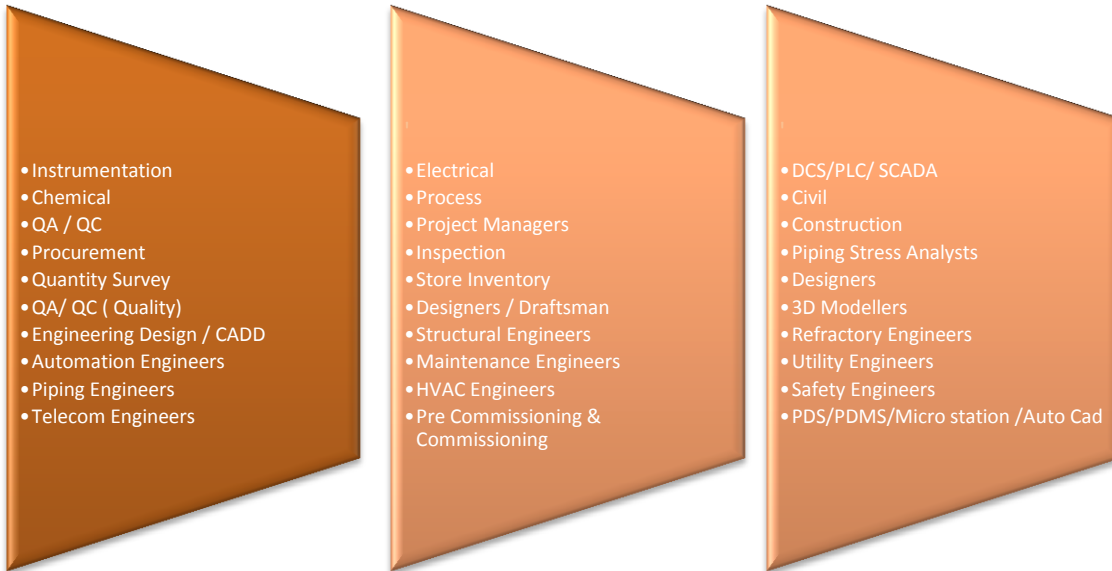 •Instrumentation
•Chemical
•QA / QC
•Procurement
•Quantity Survey
•QA/ QC ( Quality)
•Engineering Design / CADD
•Automation Engineers
•Piping Engineers
•Telecom Engineers
•Electrical
•Process
•Project Managers
•Inspection
•Store Inventory
•Designers / Draftsman
•Structural Engineers
•Maintenance Engineers
•HVAC Engineers
•Pre Commissioning &
Commissioning
•DCS/PLC/ SCADA
•Civil
•Construction
•Piping Stress Analysts
•Designers
•3D Modellers
•Refractory Engineers
•Utility Engineers
•Safety Engineers
•PDS/PDMS/Micro station /Auto Cad